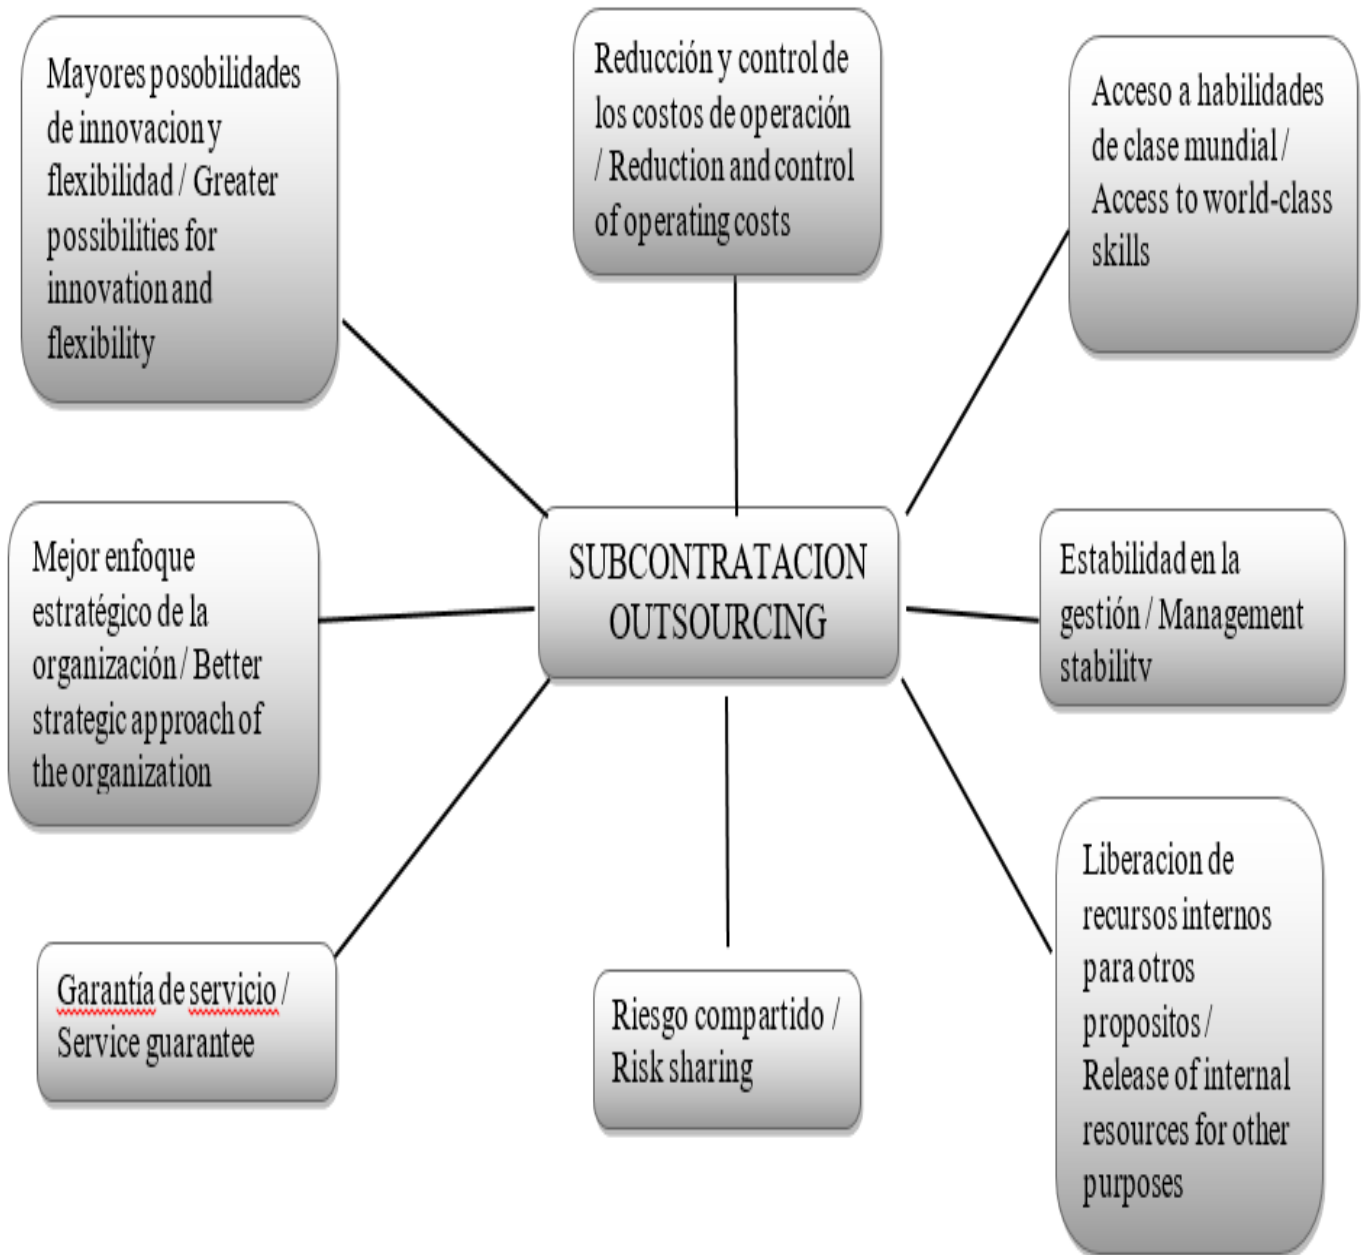 Mayores posobilidades
de innovacion y
flexibilidad / Greater
possibilities for
innovation and
flexibility
Reducción y control de
los costos de operación
/ Reduction and control
of operating costs
Acceso a habilidades
de clase mundial /
Access to world-class
skills
Mejor enfoque
estratégico de la
organización / Better
strategic approach of
the organization
SUBCONTRATACION
OUTSOURCING
Estabilidad en la
gestión / Management
stability
Garantía de servicio /
Service guarantee
Riesgo compartido /
Risk sharing
Liberacion de
recursos internos
para otros
propositos /
Release of internal
resources for other
purposes